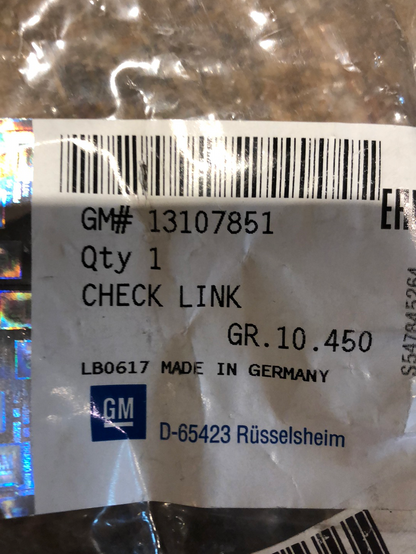 GM# 13107851
Qty 1
CHECK LINK
GR.10.450
LB0617 MADE IN GERMANY
GM
D-65423 Rüsselsheim